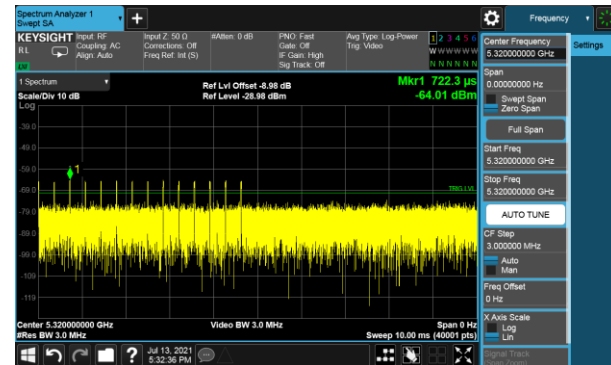 Spectrum Analyzer 1
Swept SA
Frequency
KEYSIGHT
RL
Input: RF
Coupling: AC
Align: Auto
Input Z: 50 Ω
Corrections: Off
Freq Ref: Int (S)
#Atten: 0 dB
PNO: Fast
Gate: Off
IF Gain: High
Sig Track: Off
Avg Type: Log-Power
Trig: Video
1 2 3 4 5 6
W W W W W W
N N N N N N
Center Frequency
5.320000000 GHz
Settings
Span
0.00000000 Hz
Swept Span
Zero Span
Full Span
Start Freq
5.320000000 GHz
Stop Freq
5.320000000 GHz
AUTO TUNE
CF Step
3.000000 MHz
Auto
Man
Freq Offset
0 Hz
X Axis Scale
Log
Lin
Signal Track
(Span Zoom)
1 Spectrum
Scale/Div 10 dB
Log
Ref Lvl Offset -8.98 dB
Ref Level -28.98 dBm
Mkr1 722.3 µs
-64.01 dBm
-39.0
-49.0
-59.0
-69.0
-79.0
-89.0
-99.0
-109
-119
1
TRIG LVL
Center 5.320000000 GHz
#Res BW 3.0 MHz
Video BW 3.0 MHz
Span 0 Hz
Sweep 10.00 ms (40001 pts)
Jul 13, 2021
5:32:36 PM